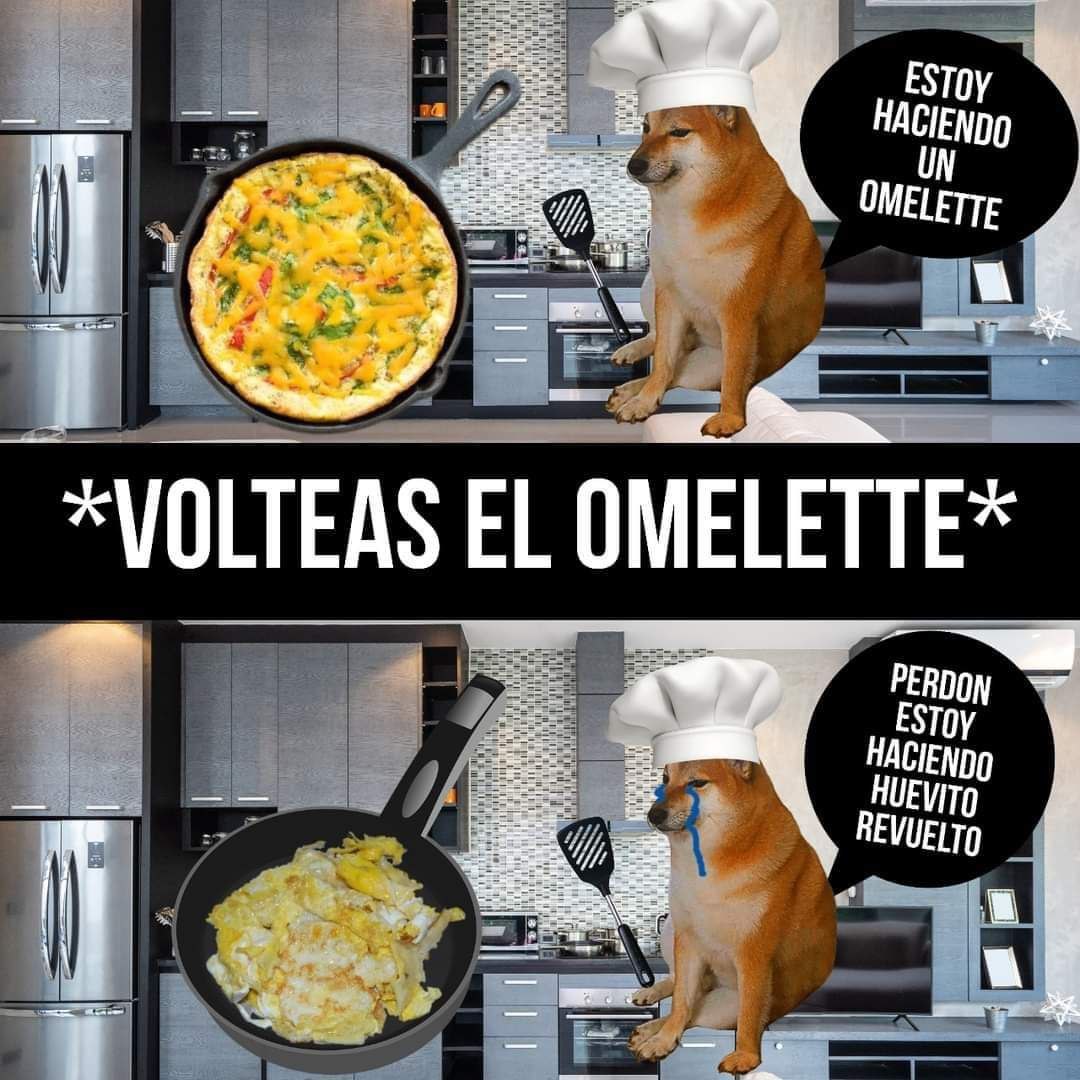 ESTOY
HACIENDO
UN
OMELETTE
*VOLTEAS EL OMELETTE*
PERDON
ESTOY
HACIENDO
HUEVITO
REVUELTO